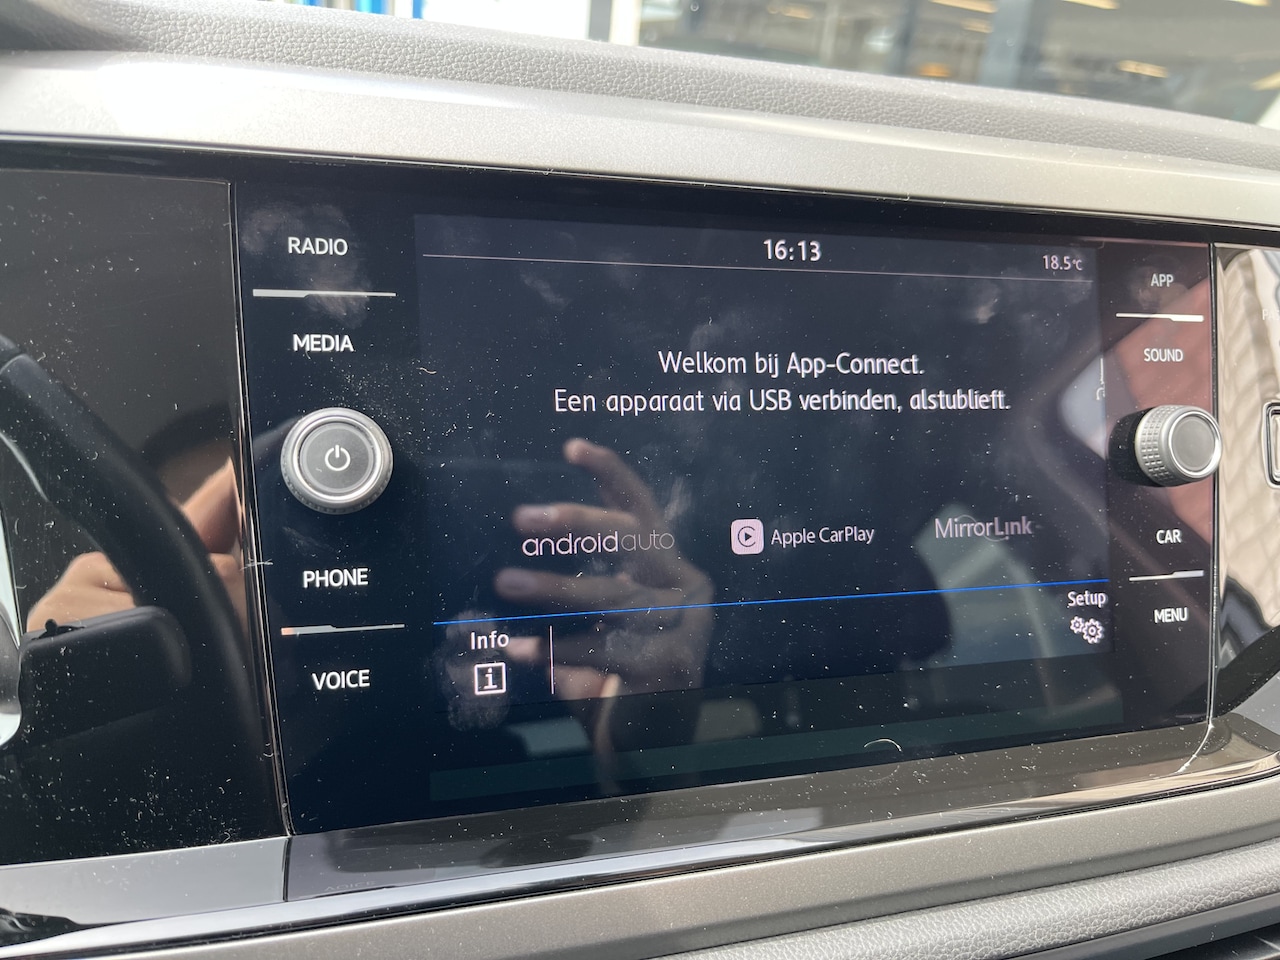 RADIO
MEDIA
PHONE
VOICE
16:13
18.5°C
Welkom bij App-Connect.
Een apparaat via USB verbinden, alstublieft.
androidauto
Apple CarPlay
MirrorLink
Info
i
Setup
APP
SOUND
CAR
MENU